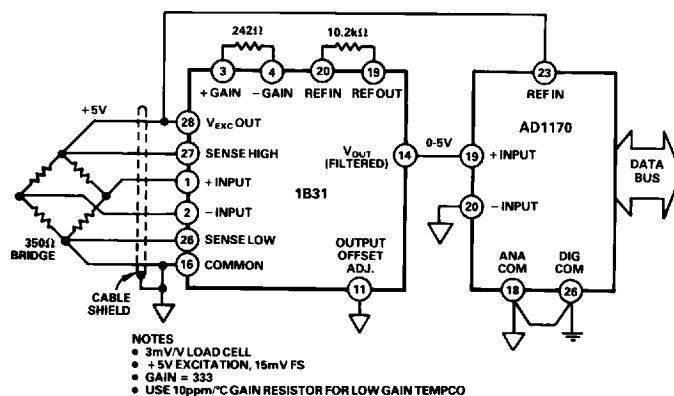 242Ω
10.2kΩ
3
4
20
19
23
+ GAIN
– GAIN
REF IN
REF OUT
REF IN
+5V
28
VEXC OUT
27
SENSE HIGH
1
+ INPUT
2
– INPUT
26
SENSE LOW
16
COMMON
350Ω
BRIDGE
CABLE
SHIELD
1B31
VOUT
(FILTERED)
14
0-5V
OUTPUT
OFFSET
ADJ.
11
AD1170
19
+ INPUT
20
– INPUT
DATA
BUS
ANA
COM
DIG
COM
18
26
NOTES
● 3mV/V LOAD CELL
● +5V EXCITATION, 15mV FS
● GAIN = 333
● USE 10ppm/°C GAIN RESISTOR FOR LOW GAIN TEMPCO